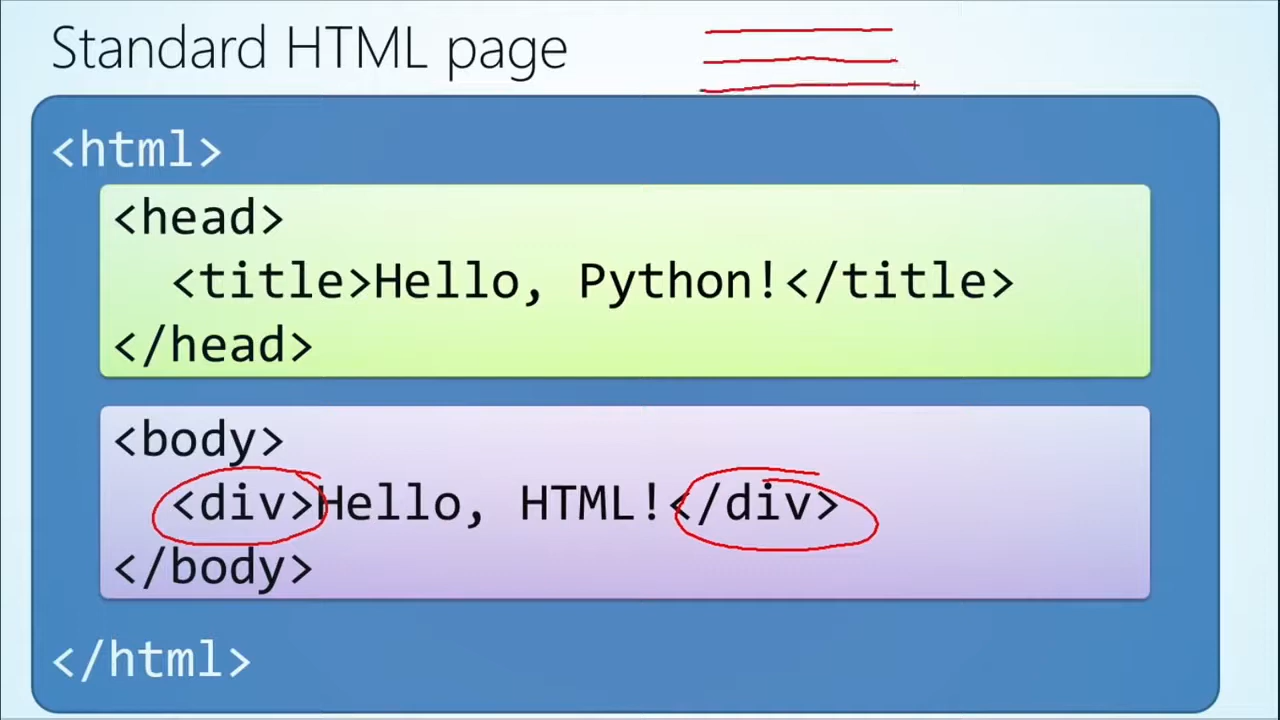 Standard HTML page
<html>
<head>
<title>Hello, Python!</title>
</head>
<body>
<div>Hello, HTML!</div>
</body>
</html>